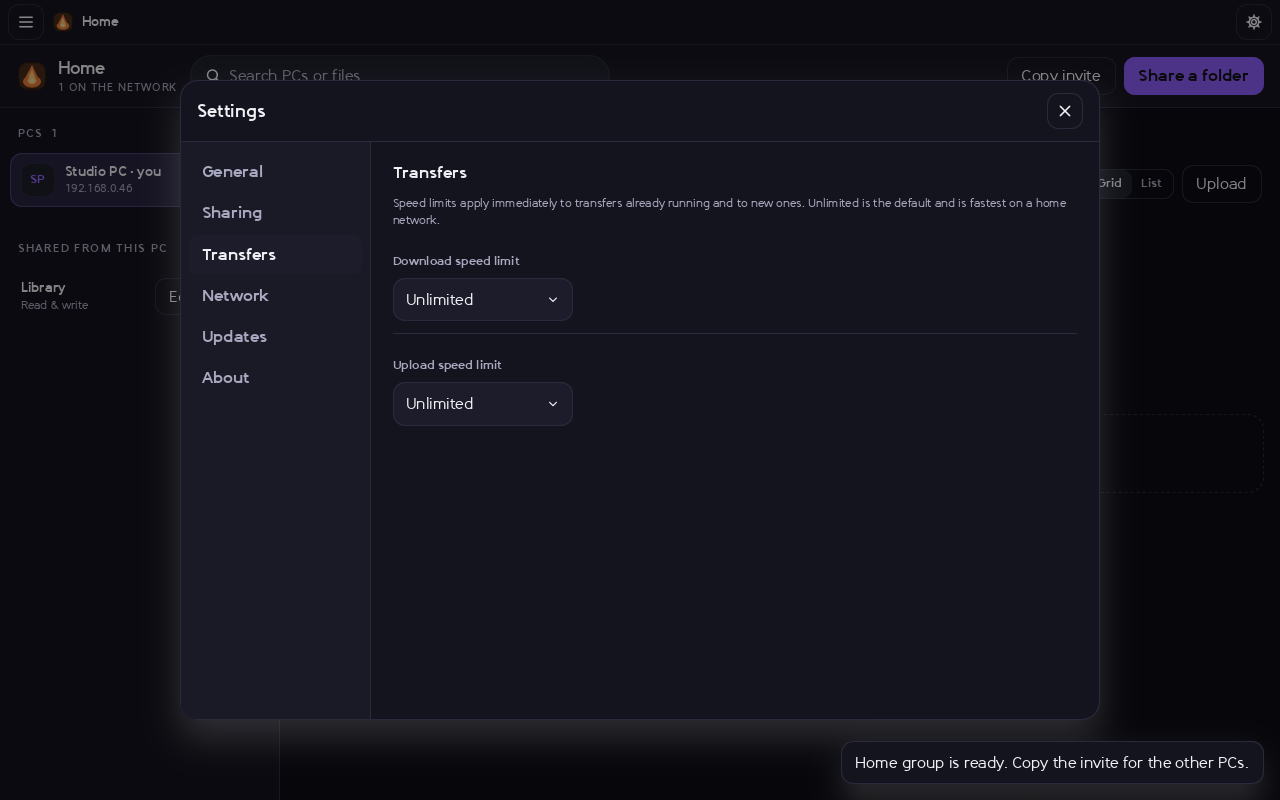 Home
Home
1 ON THE NETWORK
Search PCs or files
Copy invite
Share a folder
PCS 1
SP
Studio PC · you
192.168.0.46
Grid
List
Upload
SHARED FROM THIS PC
Library
Read & write
Settings
General
Sharing
Transfers
Network
Updates
About
Transfers
Speed limits apply immediately to transfers already running and to new ones. Unlimited is the default and is fastest on a home
network.
Download speed limit
Unlimited
Upload speed limit
Unlimited
Home group is ready. Copy the invite for the other PCs.